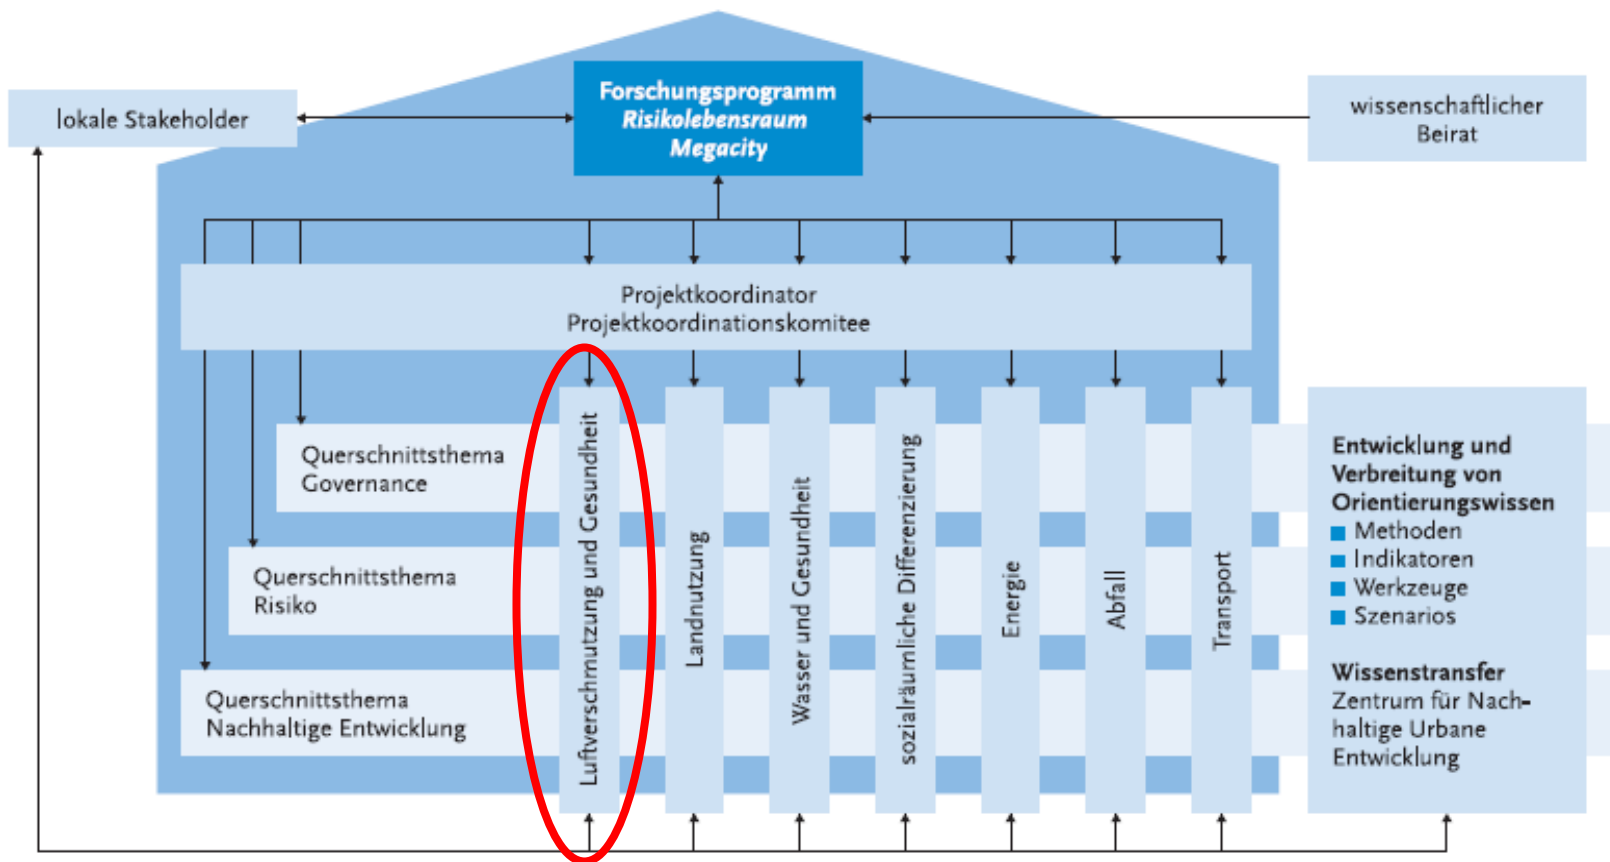 lokale Stakeholder
Forschungsprogramm
Risikolebensraum
Megacity
wissenschaftlicher
Beirat
Projektkoordinator
Projektkoordinationskomitee
Querschnittsthema
Governance
Querschnittsthema
Risiko
Querschnittsthema
Nachhaltige Entwicklung
Luftverschmutzung und Gesundheit
Landnutzung
Wasser und Gesundheit
sozialräumliche Differenzierung
Energie
Abfall
Transport
Entwicklung und
Verbreitung von
Orientierungswissen
Methoden
Indikatoren
Werkzeuge
Szenarios
Wissenstransfer
Zentrum für Nach-
haltige Urbane
Entwicklung